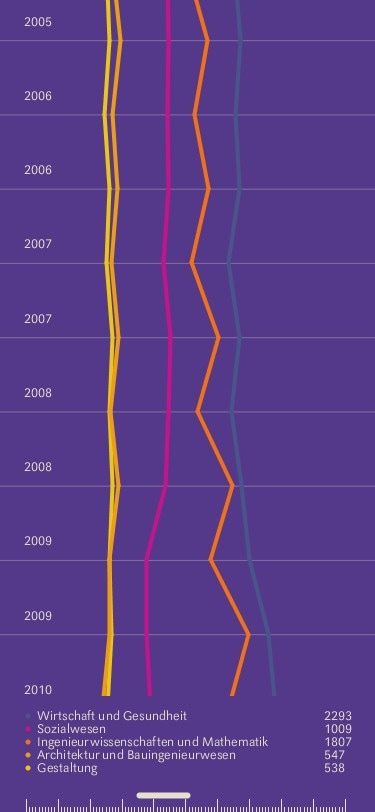 2005
2006
2006
2007
2007
2008
2008
2009
2009
2010
Wirtschaft und Gesundheit 2293
Sozialwesen 1009
Ingenieurwissenschaften und Mathematik 1807
Architektur und Bauingenieurwesen 547
Gestaltung 538